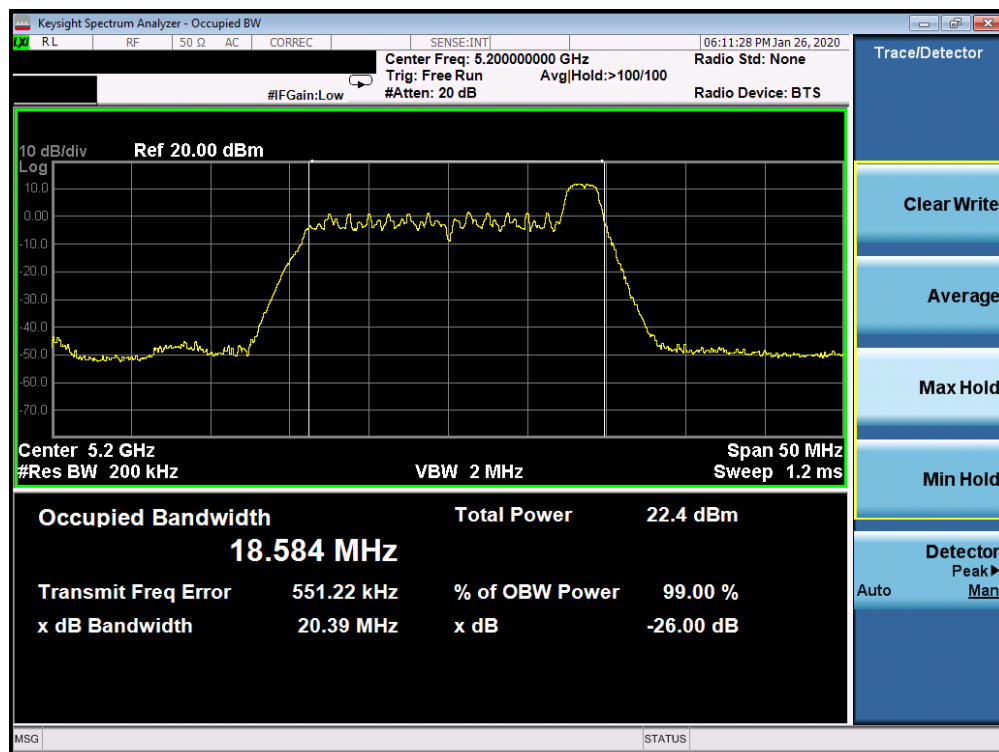 Keysight Spectrum Analyzer - Occupied BW
LXI RL RF 50 Ω AC CORREC SENSE:INT 06:11:28 PM Jan 26, 2020
Center Freq: 5.200000000 GHz Radio Std: None
Trig: Free Run Avg|Hold:>100/100
#IFGain:Low #Atten: 20 dB Radio Device: BTS
Trace/Detector
10 dB/div Ref 20.00 dBm
Log
10.0
0.00
-10.0
-20.0
-30.0
-40.0
-50.0
-60.0
-70.0
Center 5.2 GHz Span 50 MHz
#Res BW 200 kHz VBW 2 MHz Sweep 1.2 ms
Occupied Bandwidth Total Power 22.4 dBm
18.584 MHz
Transmit Freq Error 551.22 kHz % of OBW Power 99.00 %
x dB Bandwidth 20.39 MHz x dB -26.00 dB
Clear Write
Average
Max Hold
Min Hold
Detector
Peak▶
Auto Man
MSG STATUS